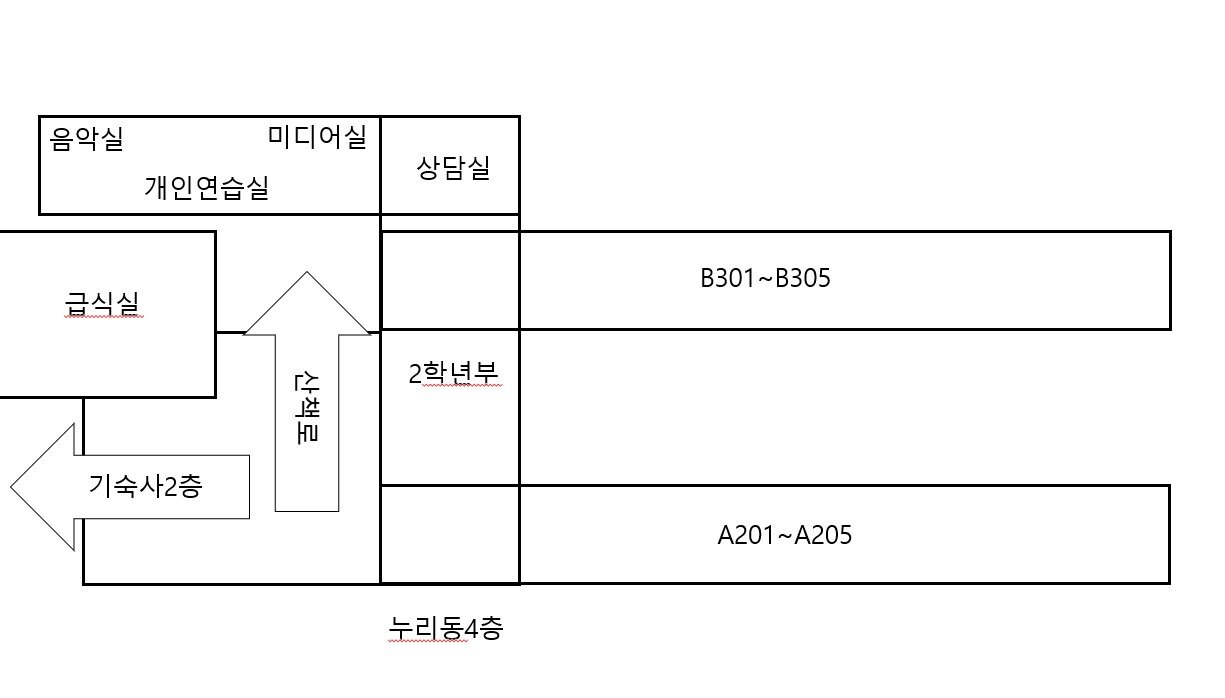 음악실
미디어실
개인연습실
상담실
급식실
B301~B305
2학년부
산책로
기숙사2층
A201~A205
누리동4층